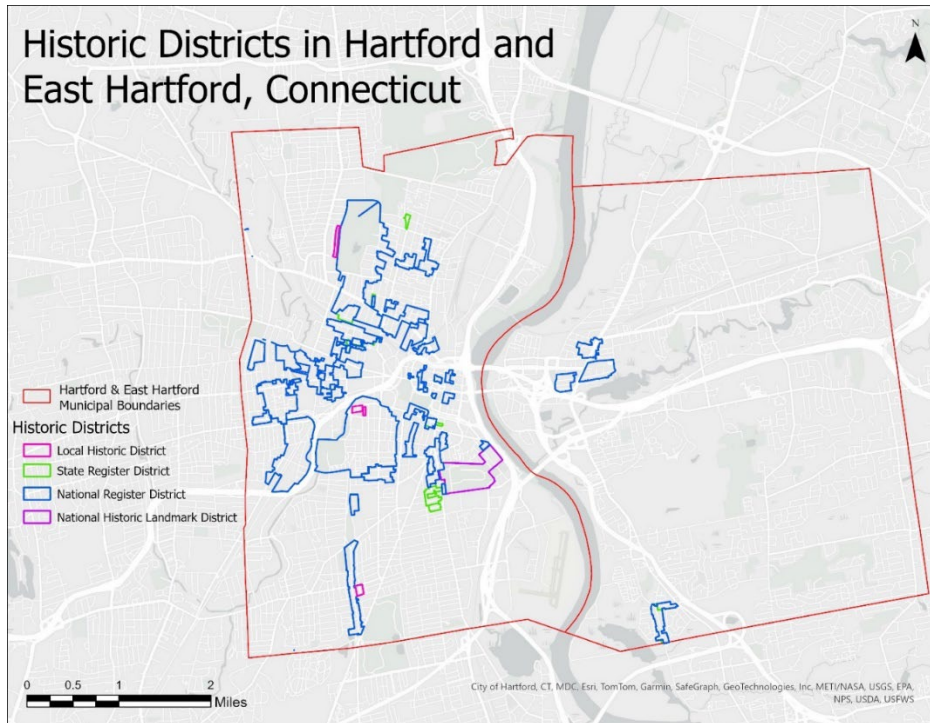 Historic Districts in Hartford and
East Hartford, Connecticut
N
Hartford & East Hartford
Municipal Boundaries
Historic Districts
Local Historic District
State Register District
National Register District
National Historic Landmark District
0 0.5 1 2
Miles
City of Hartford, CT, MDC, Esri, TomTom, Garmin, SafeGraph, GeoTechnologies, Inc, METI/NASA, USGS, EPA,
NPS, USDA, USFWS